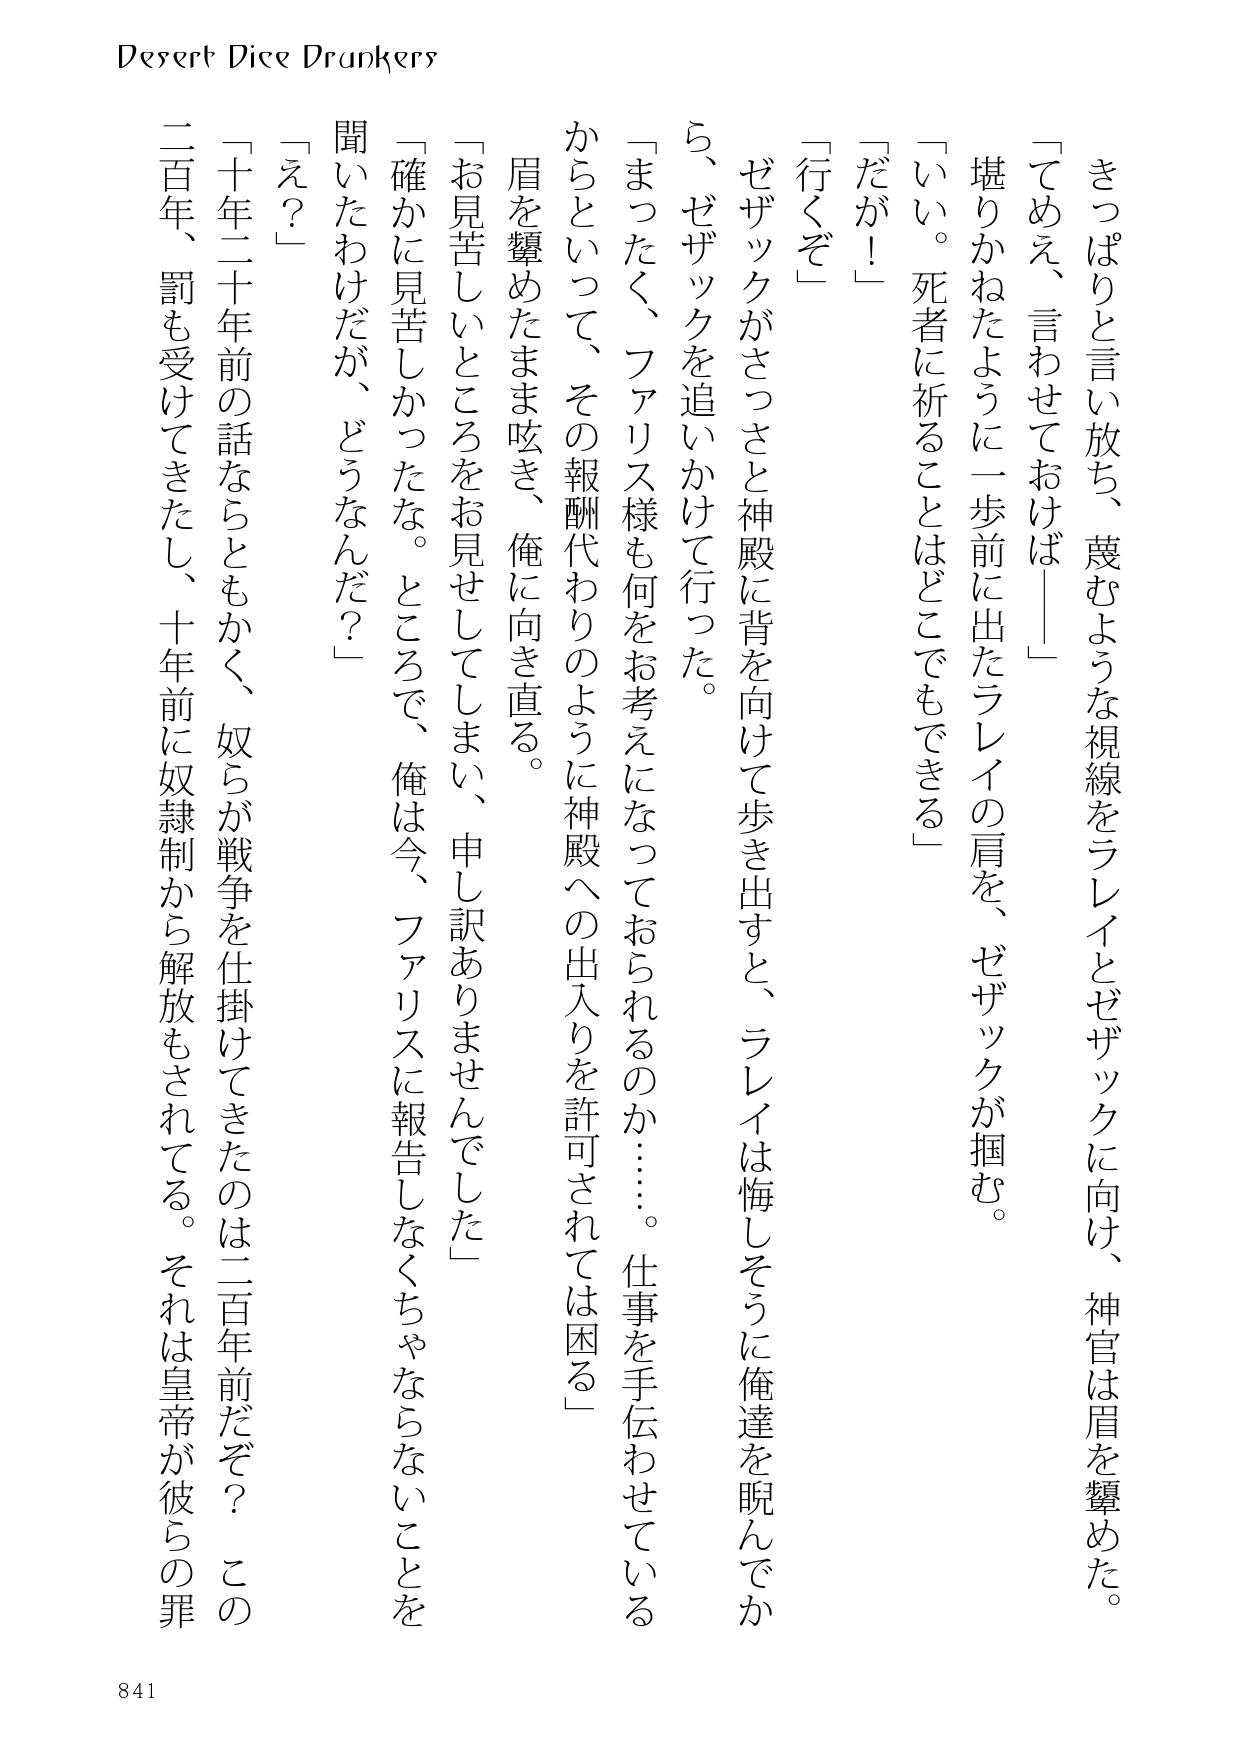 Desert Dice Drunkers
きっぱりと言い放ち、蔑むような視線をラレイとゼザックに向け、神官は眉を顰めた。
「てめえ、言わせておけば――」
堪りかねたように一歩前に出たラレイの肩を、ゼザックが掴む。
「いい。死者に祈ることはどこでもできる」
「だが！」
「行くぞ」
ゼザックがさっさと神殿に背を向けて歩き出すと、ラレイは悔しそうに俺達を睨んでか
ら、ゼザックを追いかけて行った。
「まったく、ファリス様も何をお考えになっておられるのか……。仕事を手伝わせている
からといって、その報酬代わりのように神殿への出入りを許可されては困る」
眉を顰めたまま呟き、俺に向き直る。
「お見苦しいところをお見せしてしまい、申し訳ありませんでした」
「確かに見苦しかったな。ところで、俺は今、ファリスに報告しなくちゃならないことを
聞いたわけだが、どうなんだ？」
「え？」
「十年二十年前の話ならともかく、奴らが戦争を仕掛けてきたのは二百年前だぞ？　この
二百年、罰も受けてきたし、十年前に奴隷制から解放もされてる。それは皇帝が彼らの罪
841